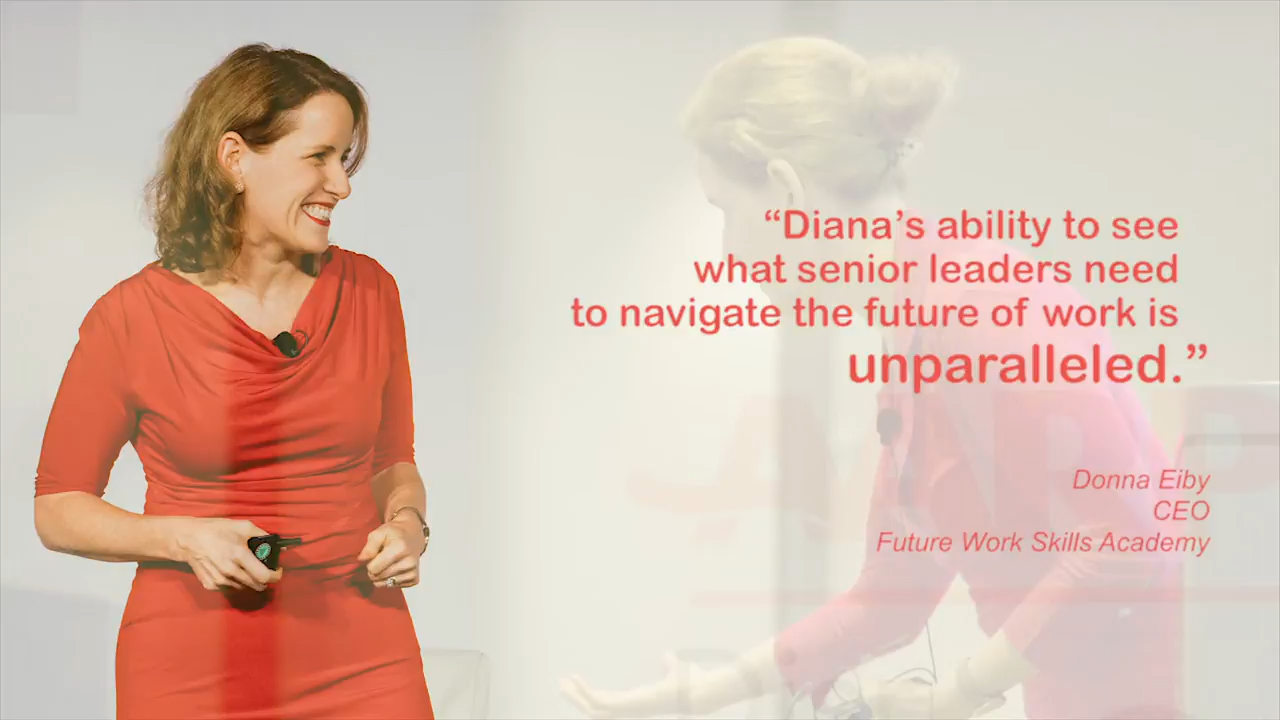 “Diana’s ability to see
what senior leaders need
to navigate the future of work is
unparalleled.”
Donna Eiby
CEO
Future Work Skills Academy